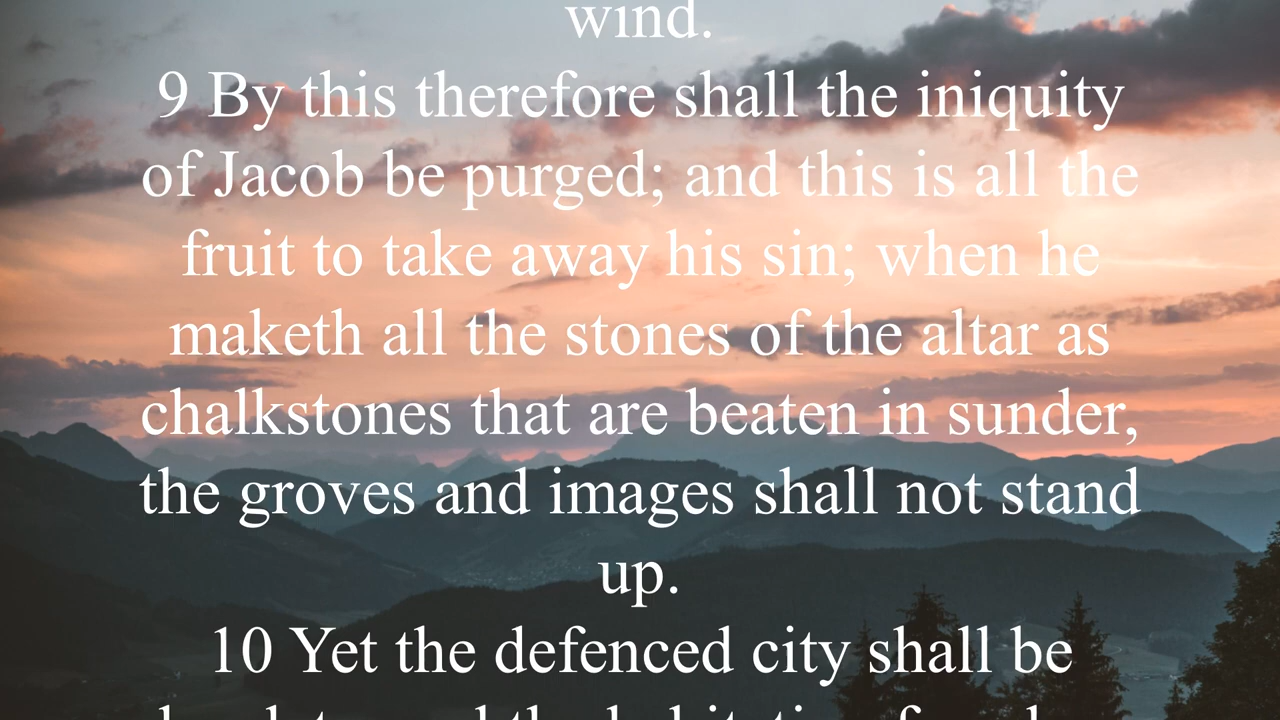 wind.
9 By this therefore shall the iniquity
of Jacob be purged; and this is all the
fruit to take away his sin; when he
maketh all the stones of the altar as
chalkstones that are beaten in sunder,
the groves and images shall not stand
up.
10 Yet the defenced city shall be